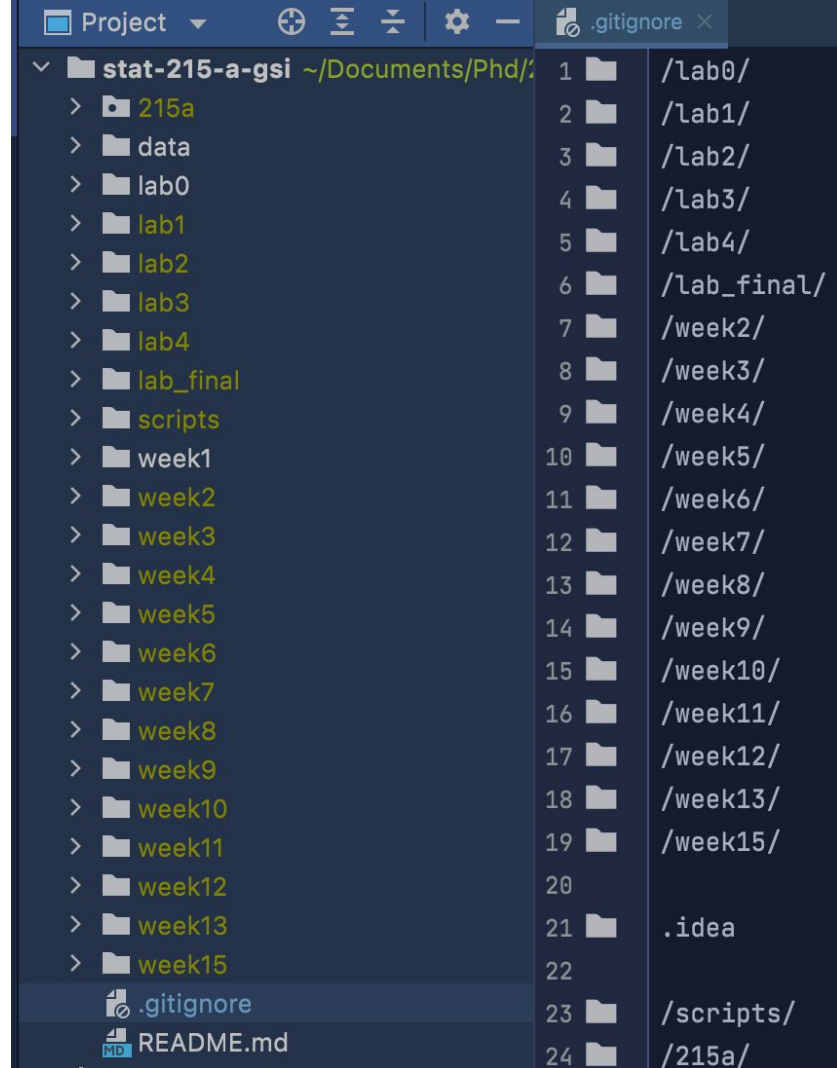 Project
stat-215-a-gsi ~/Documents/Phd/
215a
data
lab0
lab1
lab2
lab3
lab4
lab_final
scripts
week1
week2
week3
week4
week5
week6
week7
week8
week9
week10
week11
week12
week13
week15
.gitignore
MD README.md
.gitignore
1 /lab0/
2 /lab1/
3 /lab2/
4 /lab3/
5 /lab4/
6 /lab_final/
7 /week2/
8 /week3/
9 /week4/
10 /week5/
11 /week6/
12 /week7/
13 /week8/
14 /week9/
15 /week10/
16 /week11/
17 /week12/
18 /week13/
19 /week15/
20
21 .idea
22
23 /scripts/
24 /215a/